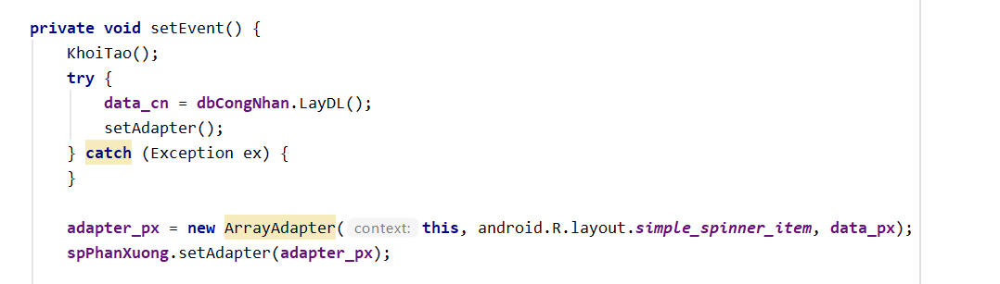 private void setEvent() {
    KhoiTao();
    try {
        data_cn = dbCongNhan.LayDL();
        setAdapter();
    } catch (Exception ex) {
    }
    adapter_px = new ArrayAdapter( context: this, android.R.layout.simple_spinner_item, data_px);
    spPhanXuong.setAdapter(adapter_px);